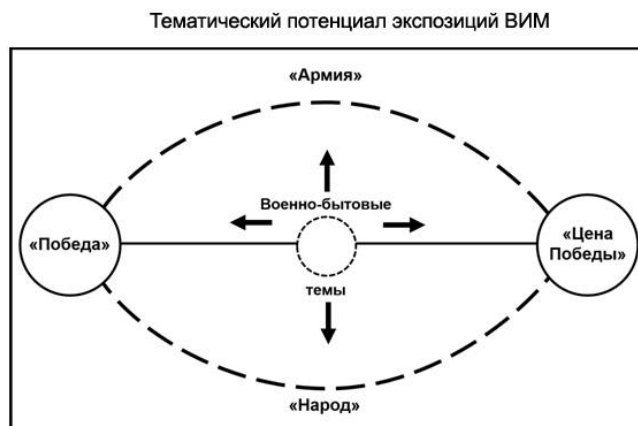 Тематический потенциал экспозиций ВИМ
«Армия»
Военно-бытовые
«Победа»
«Цена
Победы»
темы
«Народ»